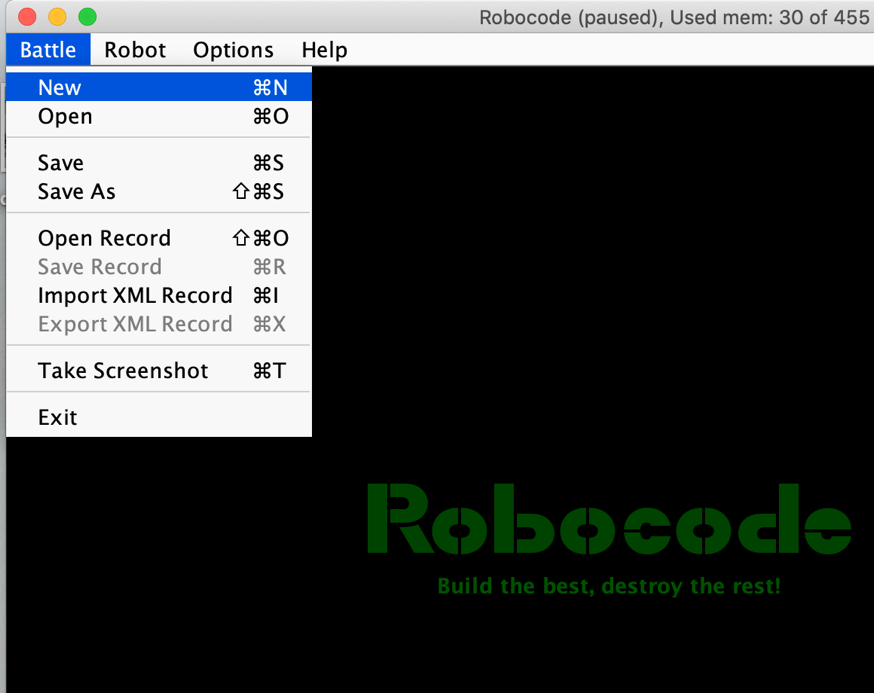 Robocode (paused), Used mem: 30 of 455
Battle Robot Options Help
New ⌘N
Open ⌘O
Save ⌘S
Save As ⇧⌘S
Open Record ⇧⌘O
Save Record ⌘R
Import XML Record ⌘I
Export XML Record ⌘X
Take Screenshot ⌘T
Exit
Robocode
Build the best, destroy the rest!